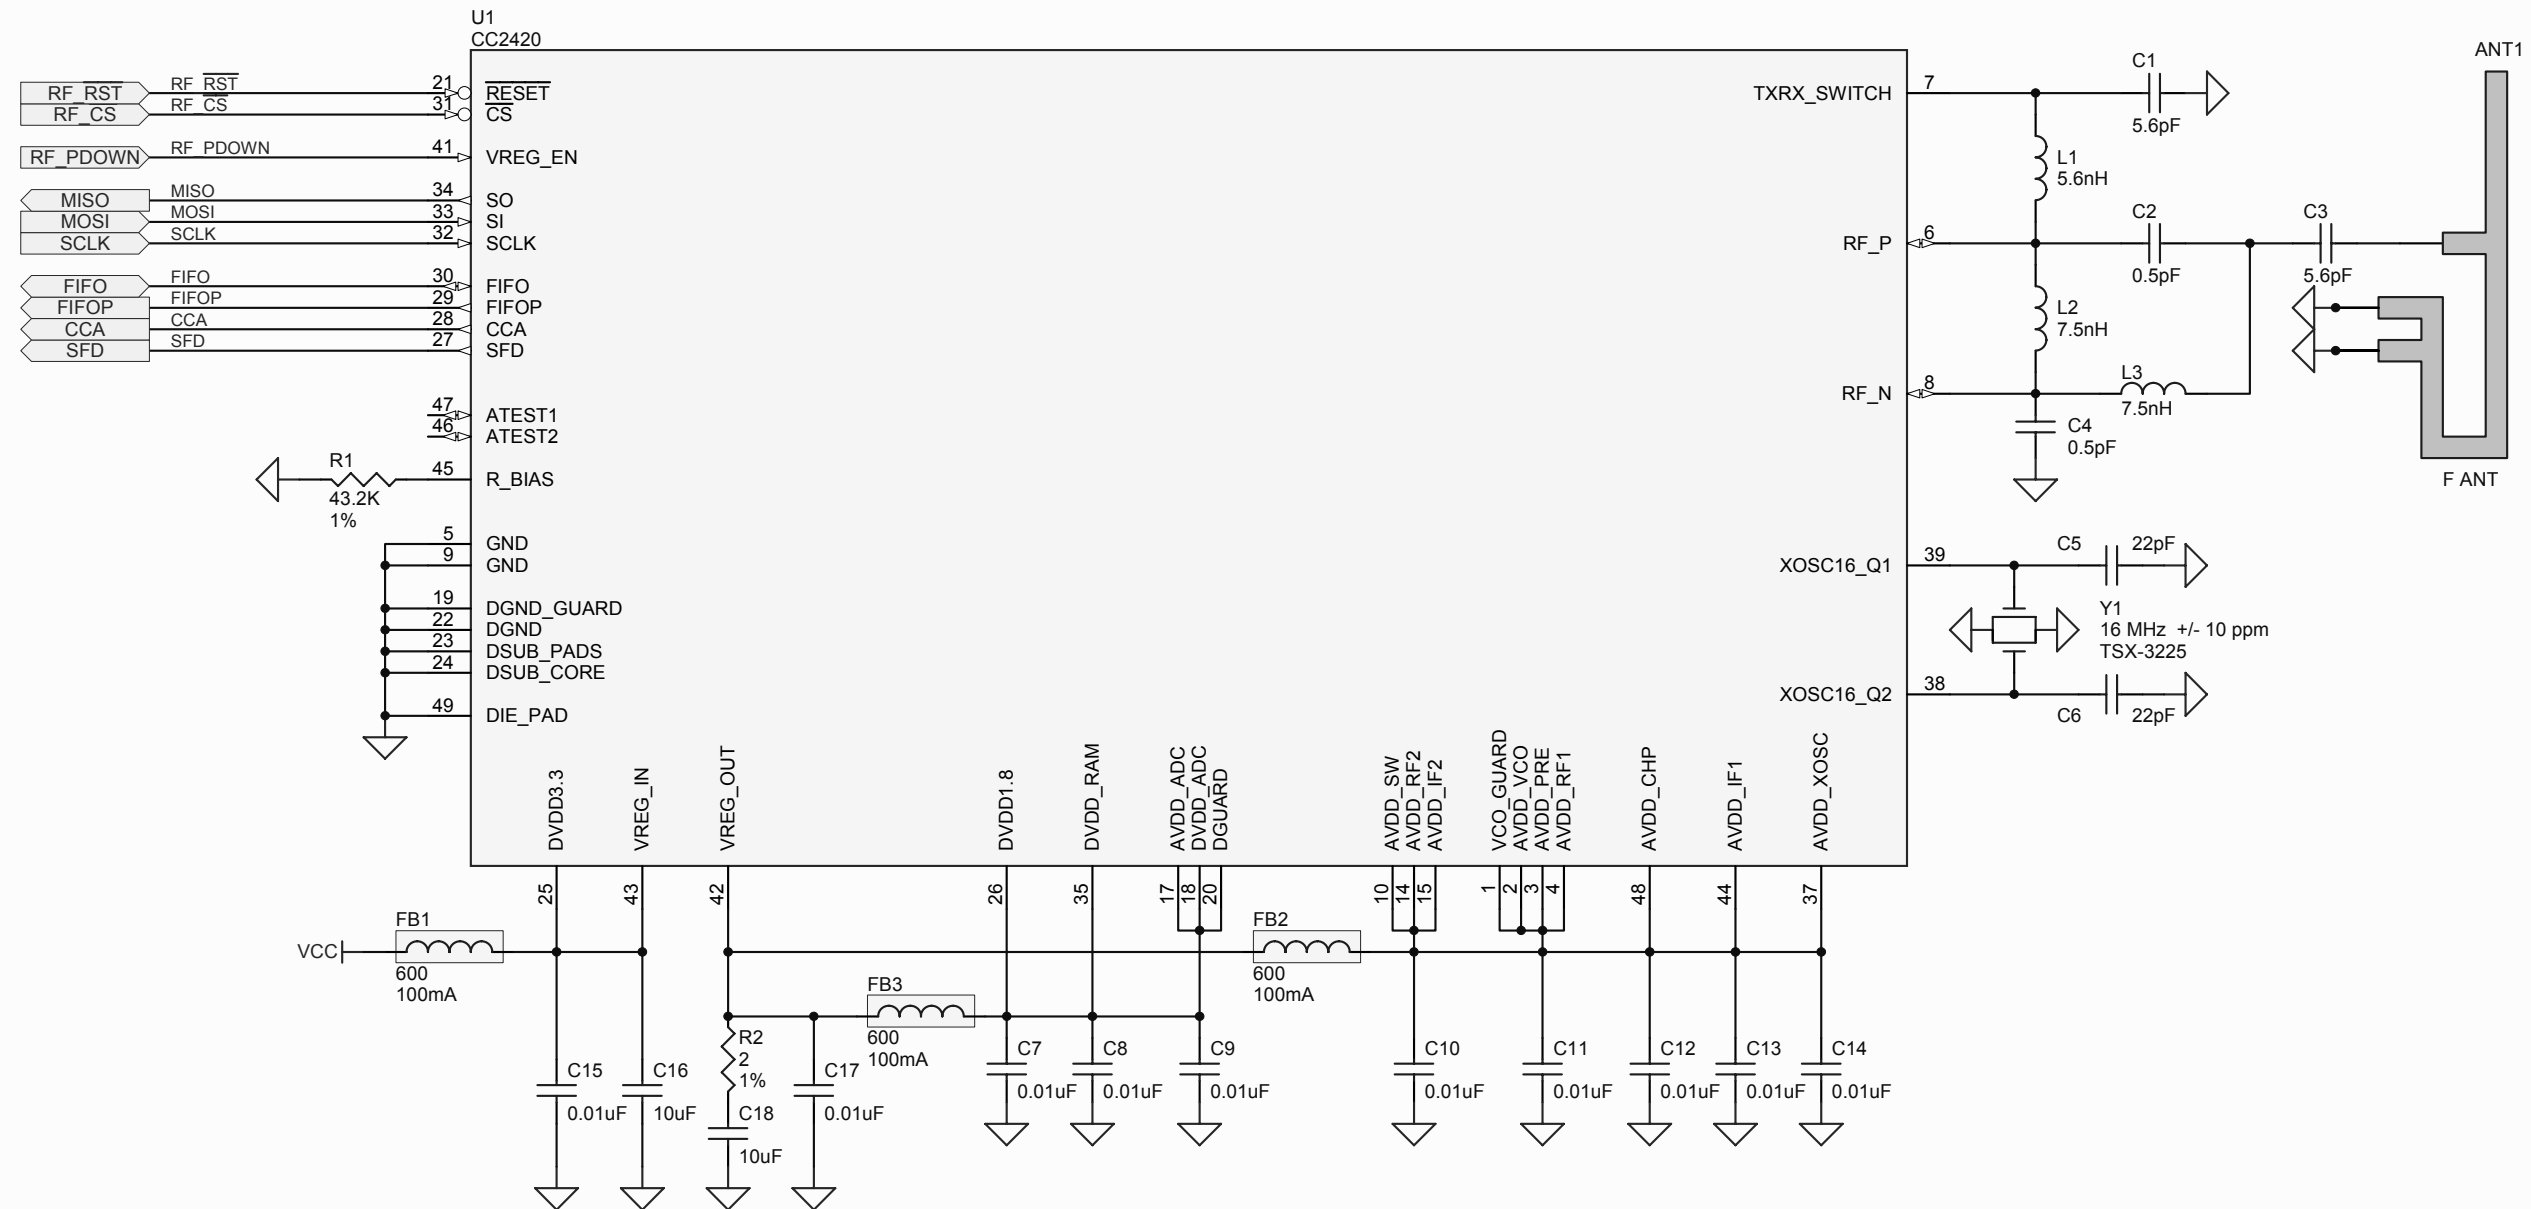 U1
CC2420
ANT1
RF_RST
RF_RST
21
RESET
RF_CS
RF_CS
31
CS
RF_PDOWN
RF_PDOWN
41
VREG_EN
MISO
MISO
34
SO
MOSI
MOSI
33
SI
SCLK
SCLK
32
SCLK
FIFO
FIFO
30
FIFO
FIFOP
FIFOP
29
FIFOP
CCA
CCA
28
CCA
SFD
SFD
27
SFD
47
ATEST1
46
ATEST2
R1
43.2K
1%
45
R_BIAS
5
GND
9
GND
19
DGND_GUARD
22
DGND
23
DSUB_PADS
24
DSUB_CORE
49
DIE_PAD
TXRX_SWITCH
7
C1
5.6pF
L1
5.6nH
RF_P
6
C2
0.5pF
C3
5.6pF
L2
7.5nH
RF_N
8
L3
7.5nH
C4
0.5pF
F ANT
XOSC16_Q1
39
C5
22pF
Y1
16 MHz +/- 10 ppm
TSX-3225
XOSC16_Q2
38
C6
22pF
DVDD3.3
VREG_IN
VREG_OUT
DVDD1.8
DVDD_RAM
AVDD_ADC
DVDD_ADC
DGUARD
AVDD_SW
AVDD_RF2
AVDD_IF2
VCO_GUARD
AVDD_VCO
AVDD_PRE
AVDD_RF1
AVDD_CHP
AVDD_IF1
AVDD_XOSC
25
43
42
26
35
17
18
20
10
14
15
1
2
3
4
48
44
37
VCC
FB1
600
100mA
FB3
600
100mA
FB2
600
100mA
C15
0.01uF
C16
10uF
R2
2
1%
C18
10uF
C17
0.01uF
C7
0.01uF
C8
0.01uF
C9
0.01uF
C10
0.01uF
C11
0.01uF
C12
0.01uF
C13
0.01uF
C14
0.01uF